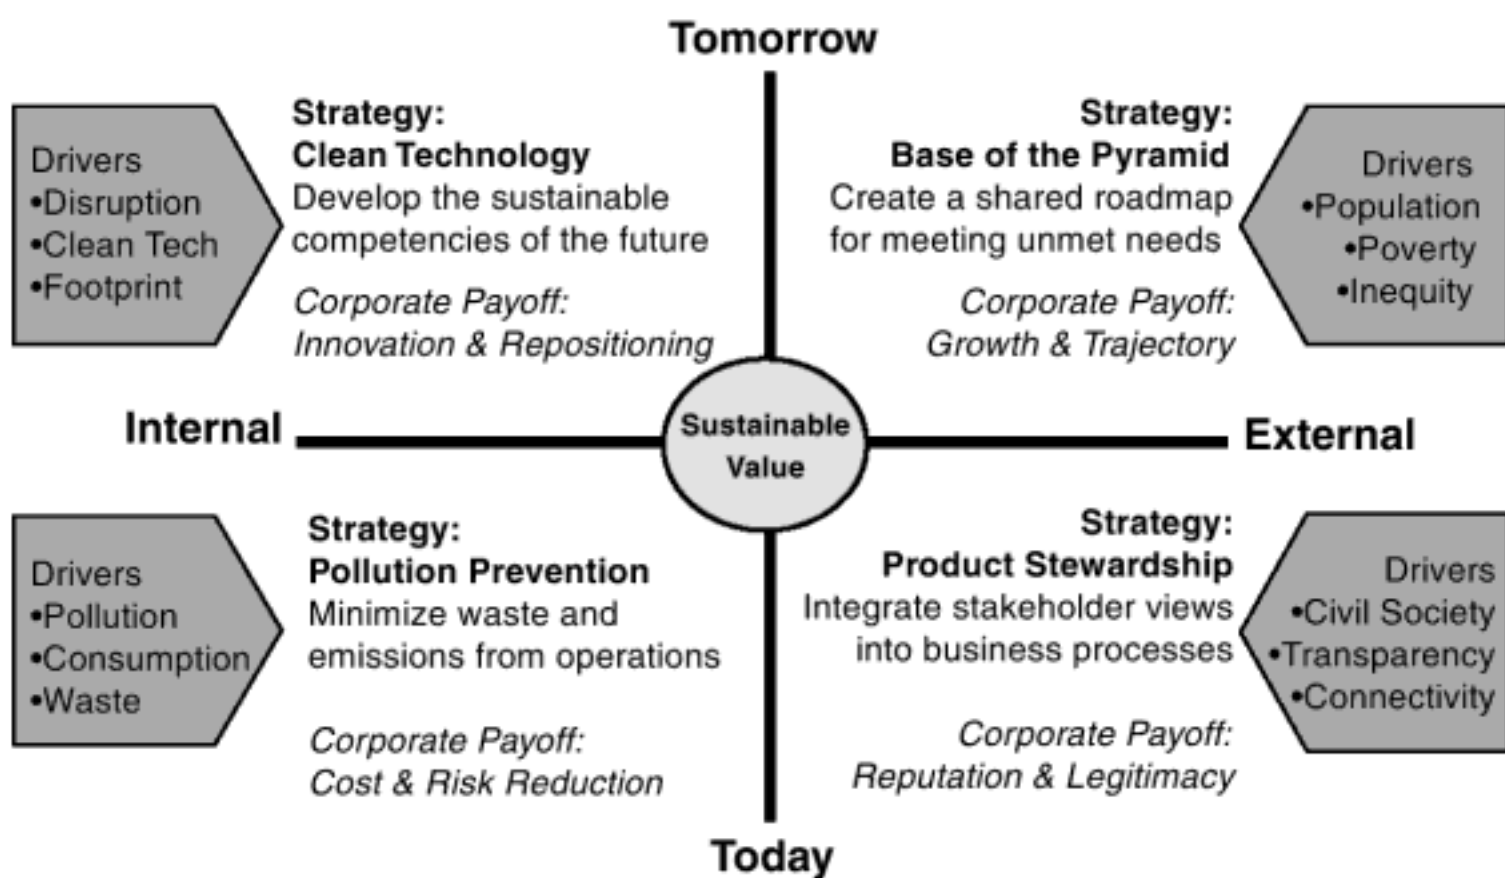 Tomorrow
Drivers
•Disruption
•Clean Tech
•Footprint
Strategy:
Clean Technology
Develop the sustainable
competencies of the future
Corporate Payoff:
Innovation & Repositioning
Strategy:
Base of the Pyramid
Create a shared roadmap
for meeting unmet needs
Corporate Payoff:
Growth & Trajectory
Drivers
•Population
•Poverty
•Inequity
Internal
Sustainable
Value
External
Drivers
•Pollution
•Consumption
•Waste
Strategy:
Pollution Prevention
Minimize waste and
emissions from operations
Corporate Payoff:
Cost & Risk Reduction
Strategy:
Product Stewardship
Integrate stakeholder views
into business processes
Corporate Payoff:
Reputation & Legitimacy
Drivers
•Civil Society
•Transparency
•Connectivity
Today